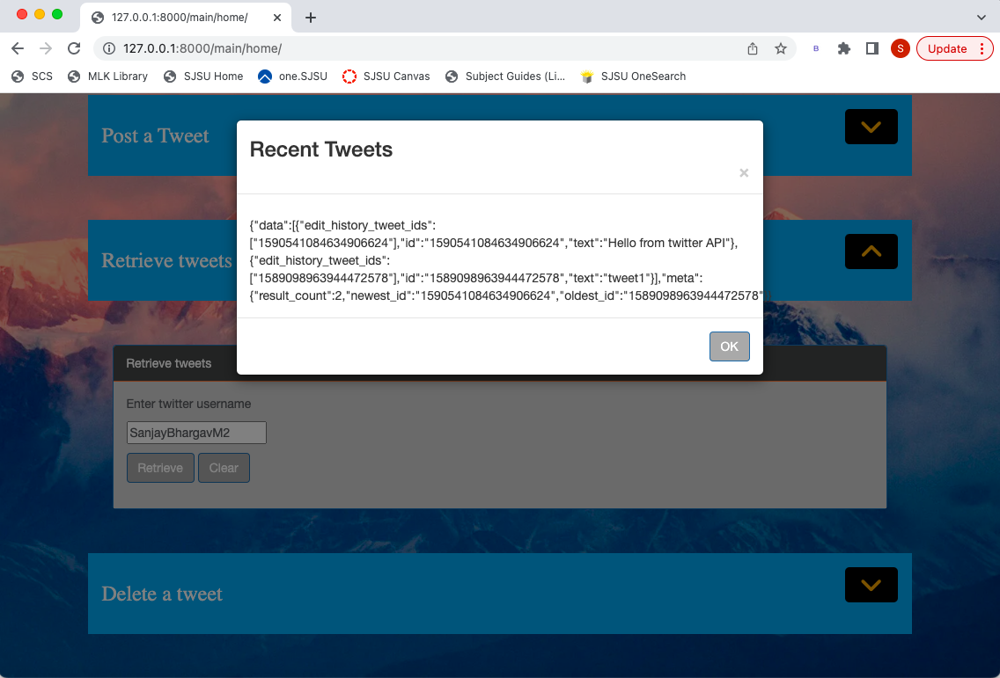 127.0.0.1:8000/main/home/
127.0.0.1:8000/main/home/
B
S
Update
SCS
MLK Library
SJSU Home
one.SJSU
SJSU Canvas
Subject Guides (Li...
SJSU OneSearch
Post a Tweet
Recent Tweets
×
{"data":[{"edit_history_tweet_ids":
["1590541084634906624"],"id":"1590541084634906624","text":"Hello from twitter API"},
{"edit_history_tweet_ids":
["1589098963944472578"],"id":"1589098963944472578","text":"tweet1"}],"meta":
{"result_count":2,"newest_id":"1590541084634906624","oldest_id":"1589098963944472578"}}
OK
Retrieve tweets
Retrieve tweets
Enter twitter username
SanjayBhargavM2
Retrieve
Clear
Delete a tweet